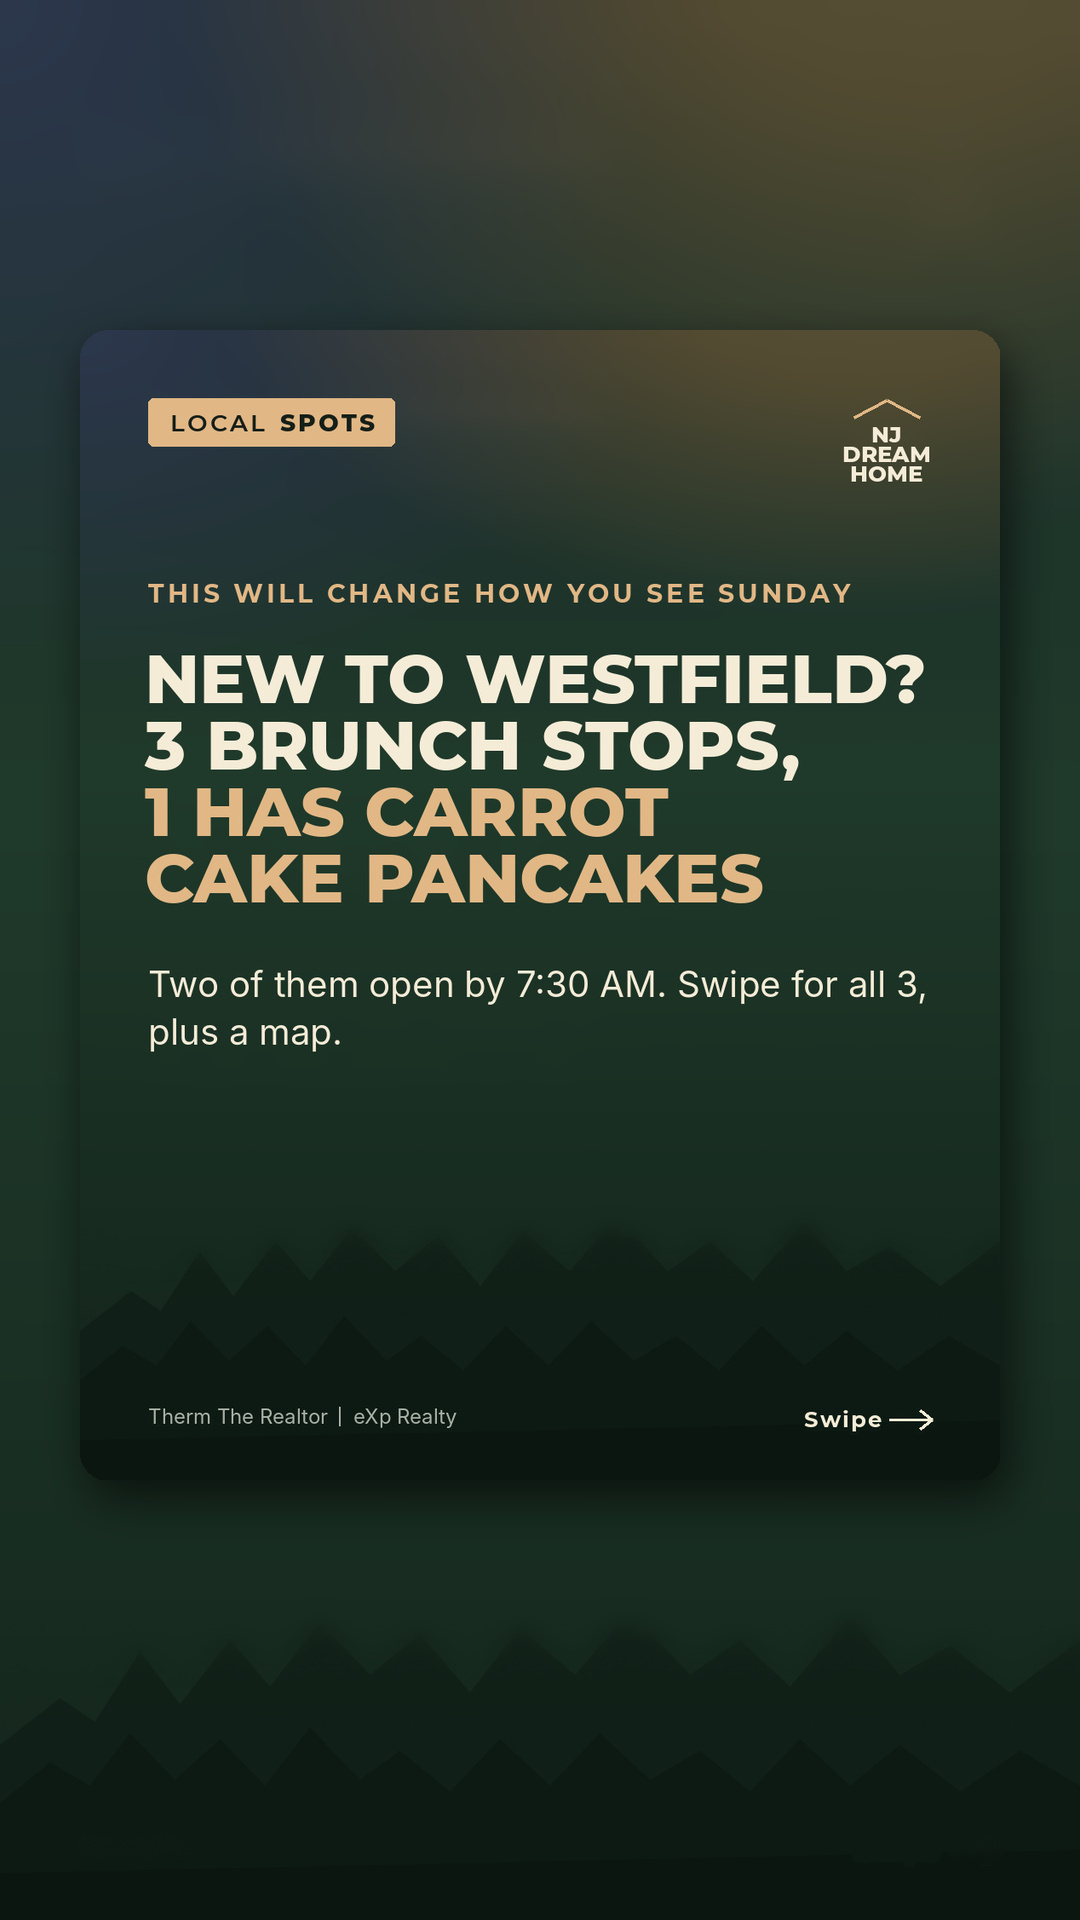 LOCAL SPOTS
NJ
DREAM
HOME
THIS WILL CHANGE HOW YOU SEE SUNDAY
NEW TO WESTFIELD?
3 BRUNCH STOPS,
1 HAS CARROT
CAKE PANCAKES
Two of them open by 7:30 AM. Swipe for all 3,
plus a map.
Therm The Realtor | eXp Realty
Swipe